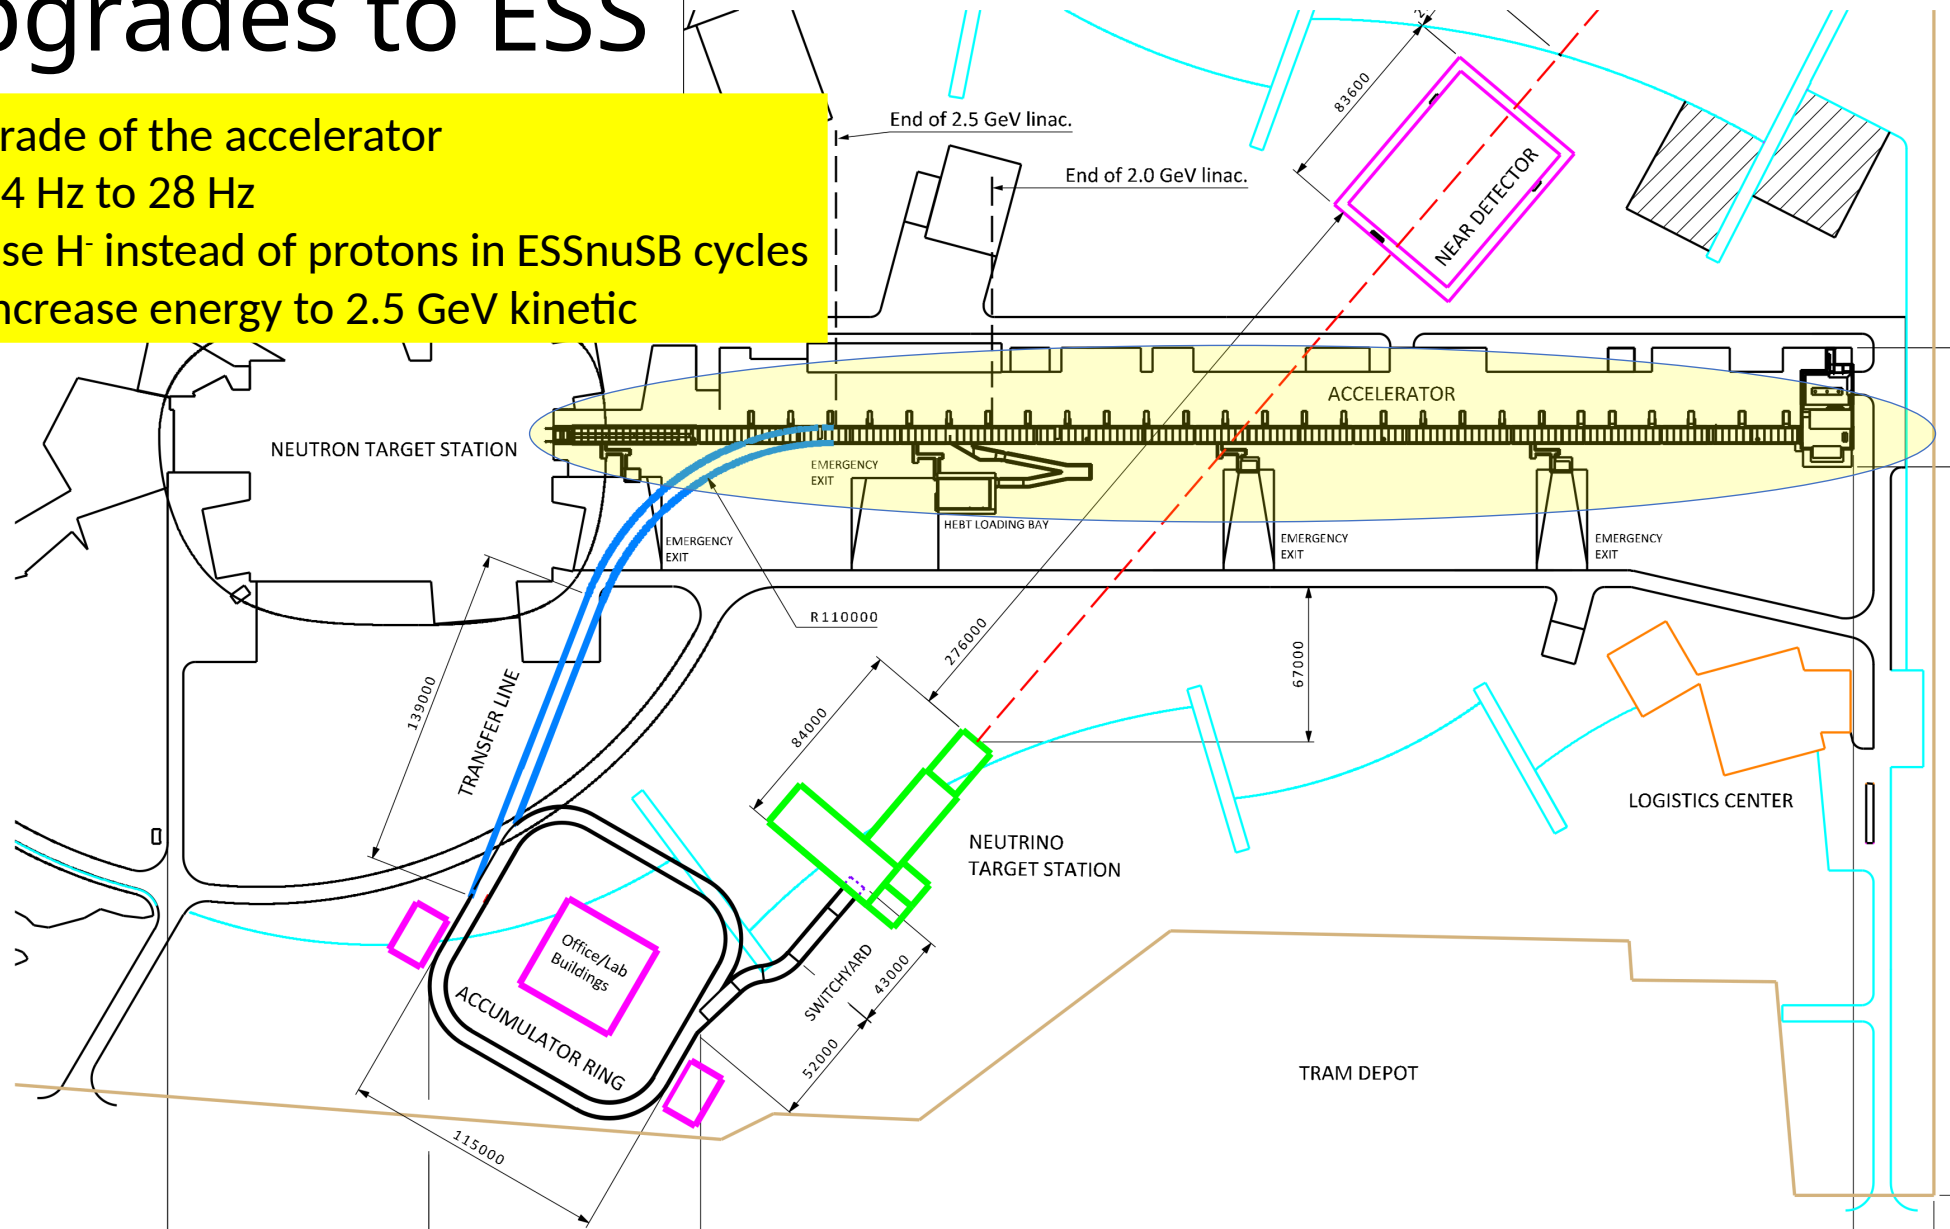 ogrades to ESS
rade of the accelerator
4 Hz to 28 Hz
se H- instead of protons in ESSnuSB cycles
ncrease energy to 2.5 GeV kinetic
End of 2.5 GeV linac.
End of 2.0 GeV linac.
83600
NEAR DETECTOR
ACCELERATOR
NEUTRON TARGET STATION
EMERGENCY
EXIT
HEBT LOADING BAY
EMERGENCY
EXIT
EMERGENCY
EXIT
EMERGENCY
EXIT
R110000
276000
67000
139000
TRANSFER LINE
84000
LOGISTICS CENTER
NEUTRINO
TARGET STATION
Office/Lab
Buildings
ACCUMULATOR RING
SWITCHYARD
43000
52000
TRAM DEPOT
115000